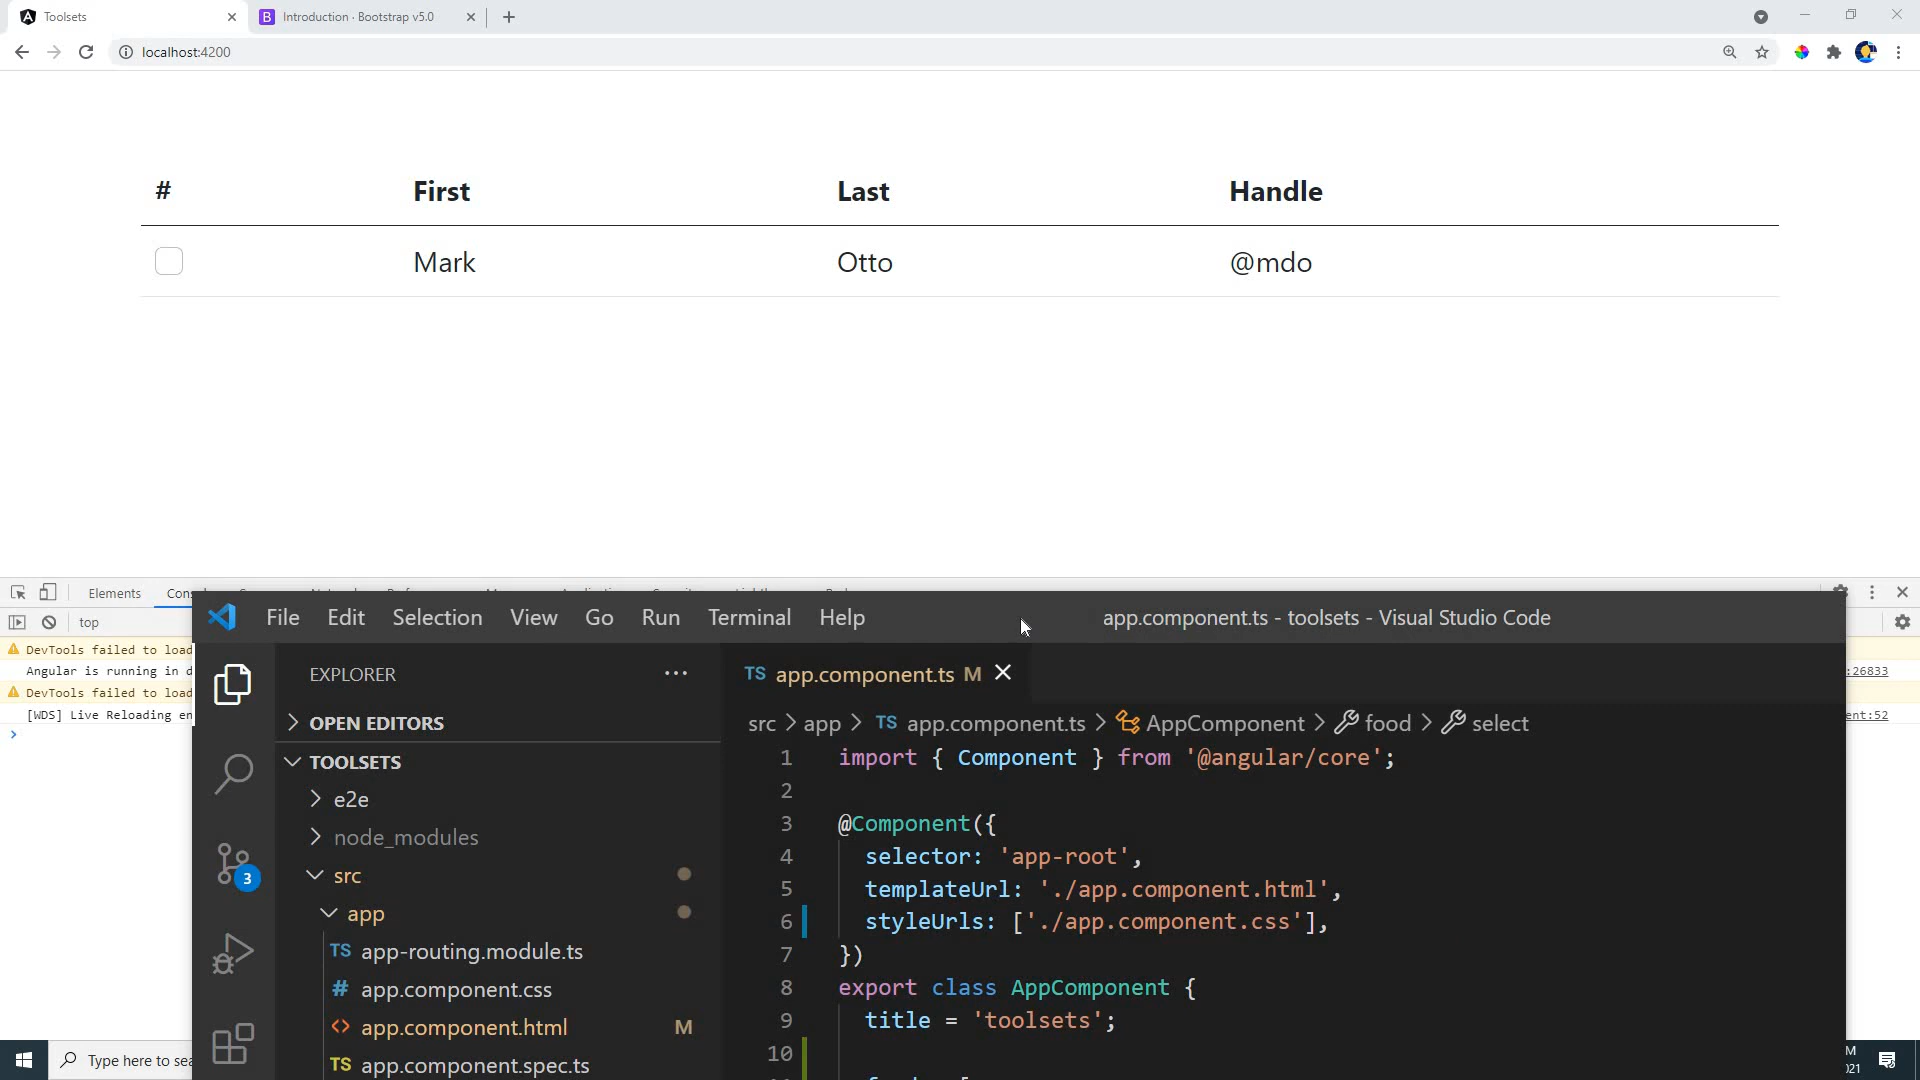 Toolsets
Introduction · Bootstrap v5.0
localhost:4200
# First Last Handle
Mark Otto @mdo
Elements
top
DevTools failed to load
Angular is running in d
:26833
DevTools failed to load
[WDS] Live Reloading en
ent:52
File Edit Selection View Go Run Terminal Help
app.component.ts - toolsets - Visual Studio Code
EXPLORER
TS app.component.ts M
OPEN EDITORS
src > app > TS app.component.ts > AppComponent > food > select
TOOLSETS
e2e
node_modules
src
app
TS app-routing.module.ts
# app.component.css
<> app.component.html M
TS app.component.spec.ts
3
1 import { Component } from '@angular/core';
2
3 @Component({
4 selector: 'app-root',
5 templateUrl: './app.component.html',
6 styleUrls: ['./app.component.css'],
7 })
8 export class AppComponent {
9 title = 'toolsets';
10
Type here to sea
M
021